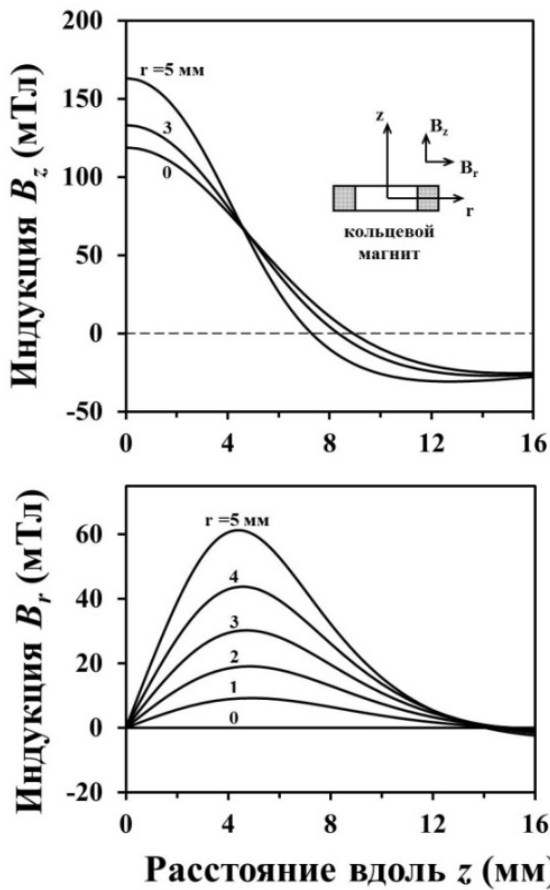 Индукция B_z (мТл)
200
150
100
50
0
-50
r =5 мм
3
0
z
B_z
B_r
r
кольцевой
магнит
0
4
8
12
16
Индукция B_r (мТл)
60
40
20
0
-20
r =5 мм
4
3
2
1
0
0
4
8
12
16
Расстояние вдоль z (мм)